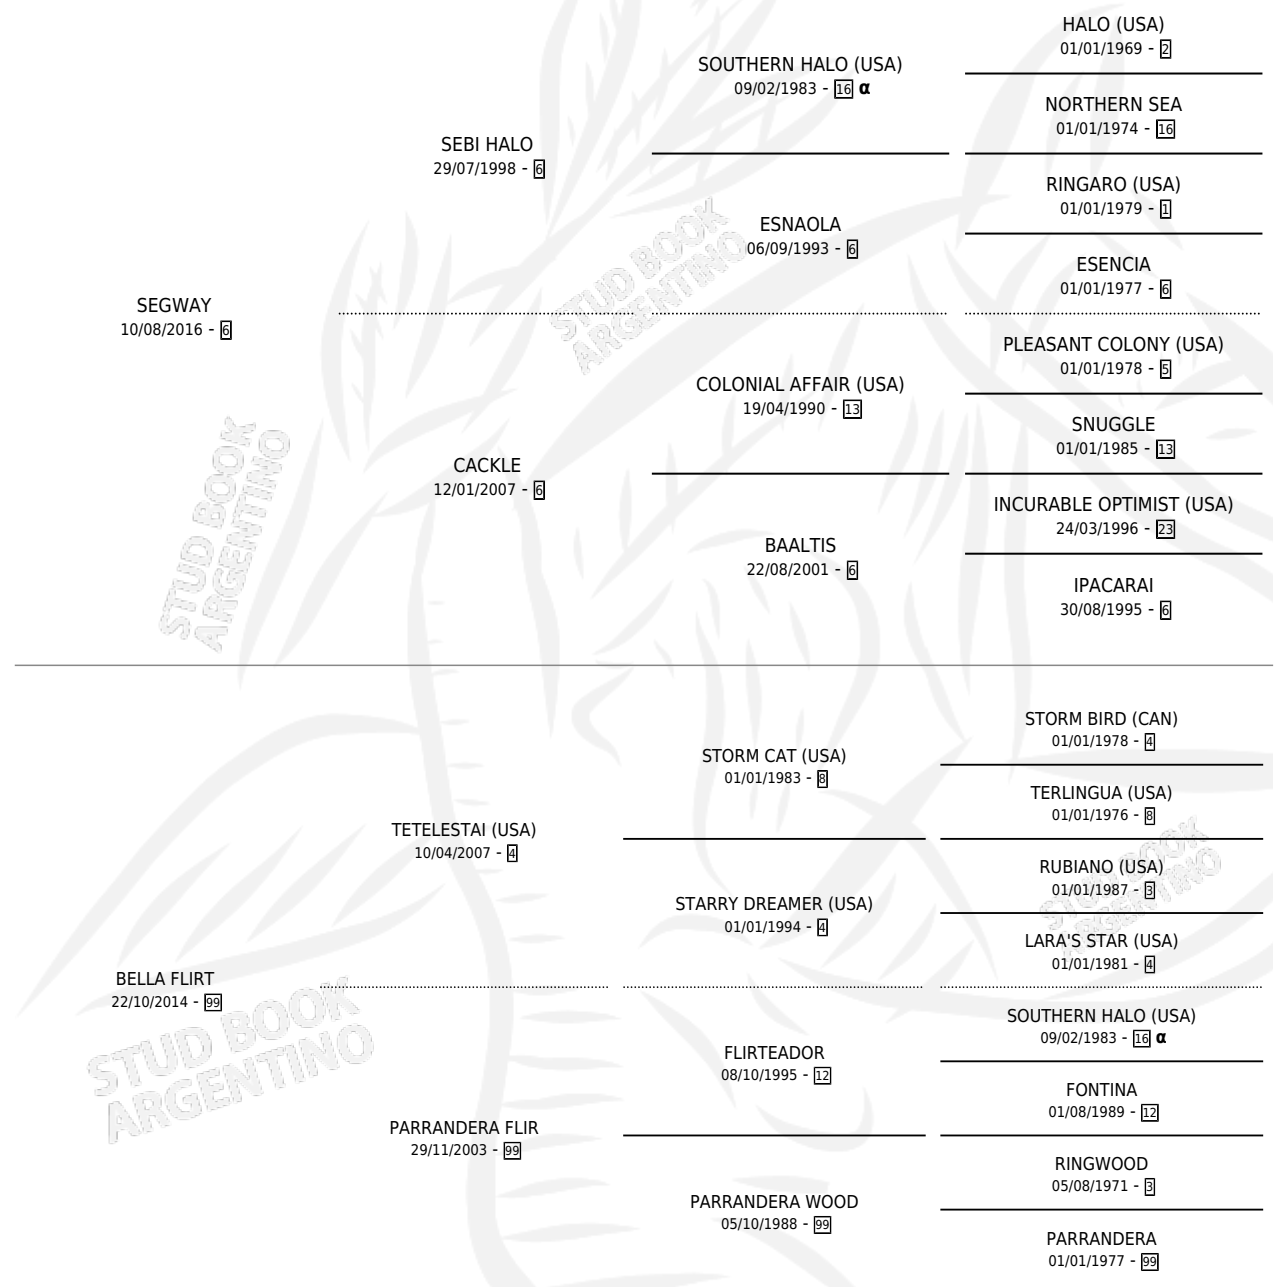 HALO (USA)
01/01/1969 - 2
SOUTHERN HALO (USA)
09/02/1983 - 16 α
NORTHERN SEA
01/01/1974 - 16
SEBI HALO
29/07/1998 - 6
RINGARO (USA)
01/01/1979 - 1
ESNAOLA
06/09/1993 - 6
ESENCIA
01/01/1977 - 6
SEGWAY
10/08/2016 - 6
PLEASANT COLONY (USA)
01/01/1978 - 5
COLONIAL AFFAIR (USA)
19/04/1990 - 13
SNUGGLE
01/01/1985 - 13
CACKLE
12/01/2007 - 6
INCURABLE OPTIMIST (USA)
24/03/1996 - 23
BAALTIS
22/08/2001 - 6
IPACARAI
30/08/1995 - 6
STORM BIRD (CAN)
01/01/1978 - 4
STORM CAT (USA)
01/01/1983 - 8
TERLINGUA (USA)
01/01/1976 - 8
TETELESTAI (USA)
10/04/2007 - 4
RUBIANO (USA)
01/01/1987 - 3
STARRY DREAMER (USA)
01/01/1994 - 4
LARA'S STAR (USA)
01/01/1981 - 4
BELLA FLIRT
22/10/2014 - 99
SOUTHERN HALO (USA)
09/02/1983 - 16 α
FLIRTEADOR
08/10/1995 - 12
FONTINA
01/08/1989 - 12
PARRANDERA FLIR
29/11/2003 - 99
RINGWOOD
05/08/1971 - 3
PARRANDERA WOOD
05/10/1988 - 99
PARRANDERA
01/01/1977 - 99
STUD BOOK
ARGENTINO
STUD BOOK
ARGENTINO
STUD BOOK
ARGENTINO
STUD BOOK
ARGENTINO